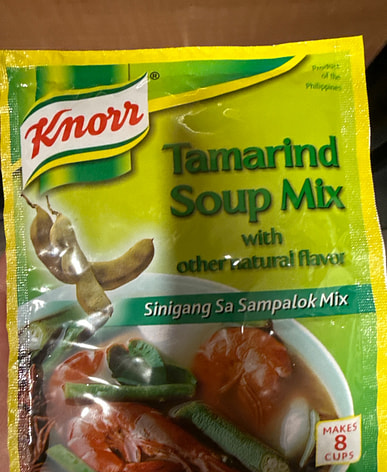 Product
of the
Philippines
Knorr®
Tamarind
Soup Mix
with
other natural flavor
Sinigang Sa Sampalok Mix
MAKES
8
CUPS